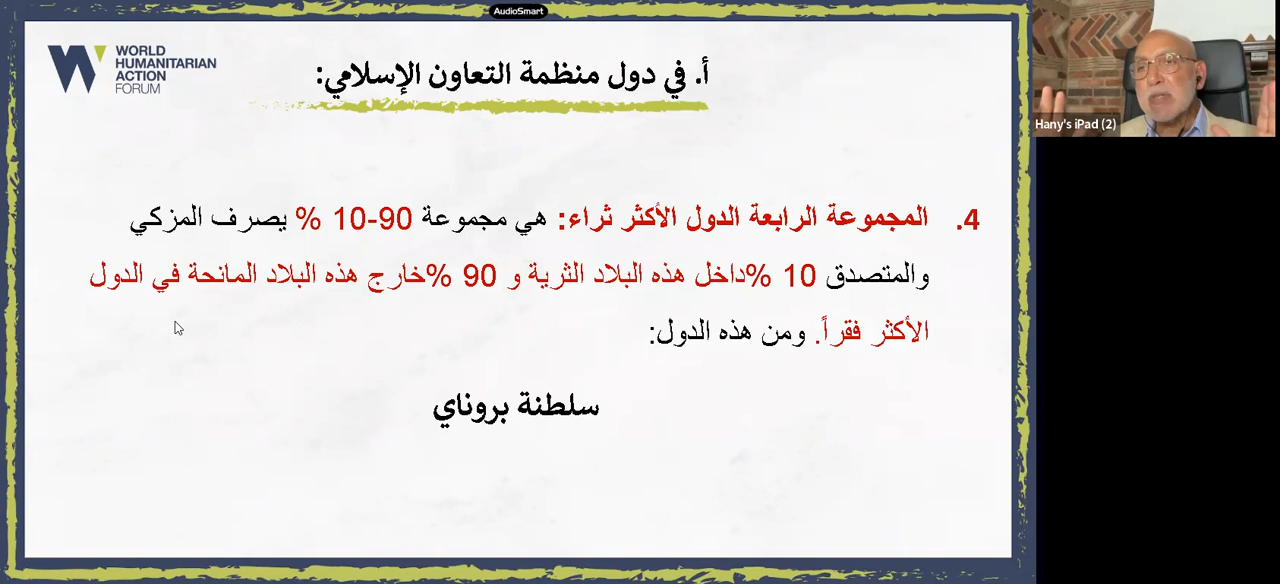 AudioSmart
WORLD
HUMANITARIAN
ACTION
FORUM
أ. في دول منظمة التعاون الإسلامي:
4. المجموعة الرابعة الدول الأكثر ثراء: هي مجموعة 90-10 % يصرف المزكي
والمتصدق 10 %داخل هذه البلاد الثرية و 90 %خارج هذه البلاد المانحة في الدول
الأكثر فقراً. ومن هذه الدول:
سلطنة بروناي
Hany's iPad (2)